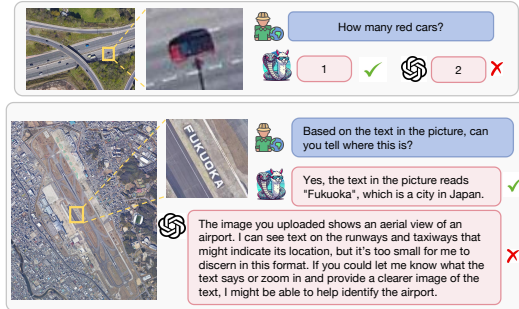 How many red cars?
1
2
FUKUOKA
Based on the text in the picture, can
you tell where this is?
Yes, the text in the picture reads
"Fukuoka", which is a city in Japan.
The image you uploaded shows an aerial view of an
airport. I can see text on the runways and taxiways that
might indicate its location, but it's too small for me to
discern in this format. If you could let me know what the
text says or zoom in and provide a clearer image of the
text, I might be able to help identify the airport.